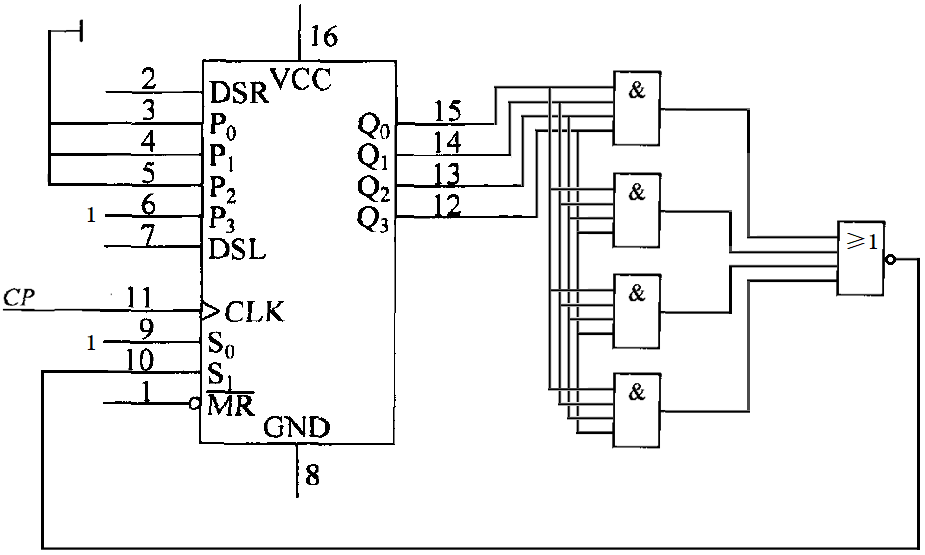 16
VCC
2 DSR
3 P0 Q0 15 &
4 P1 Q1 14
5 P2 Q2 13
1 6 P3 Q3 12 &
7 DSL ≥1
CP 11 CLK &
1 9 S0
10 S1
1 MR &
GND
8